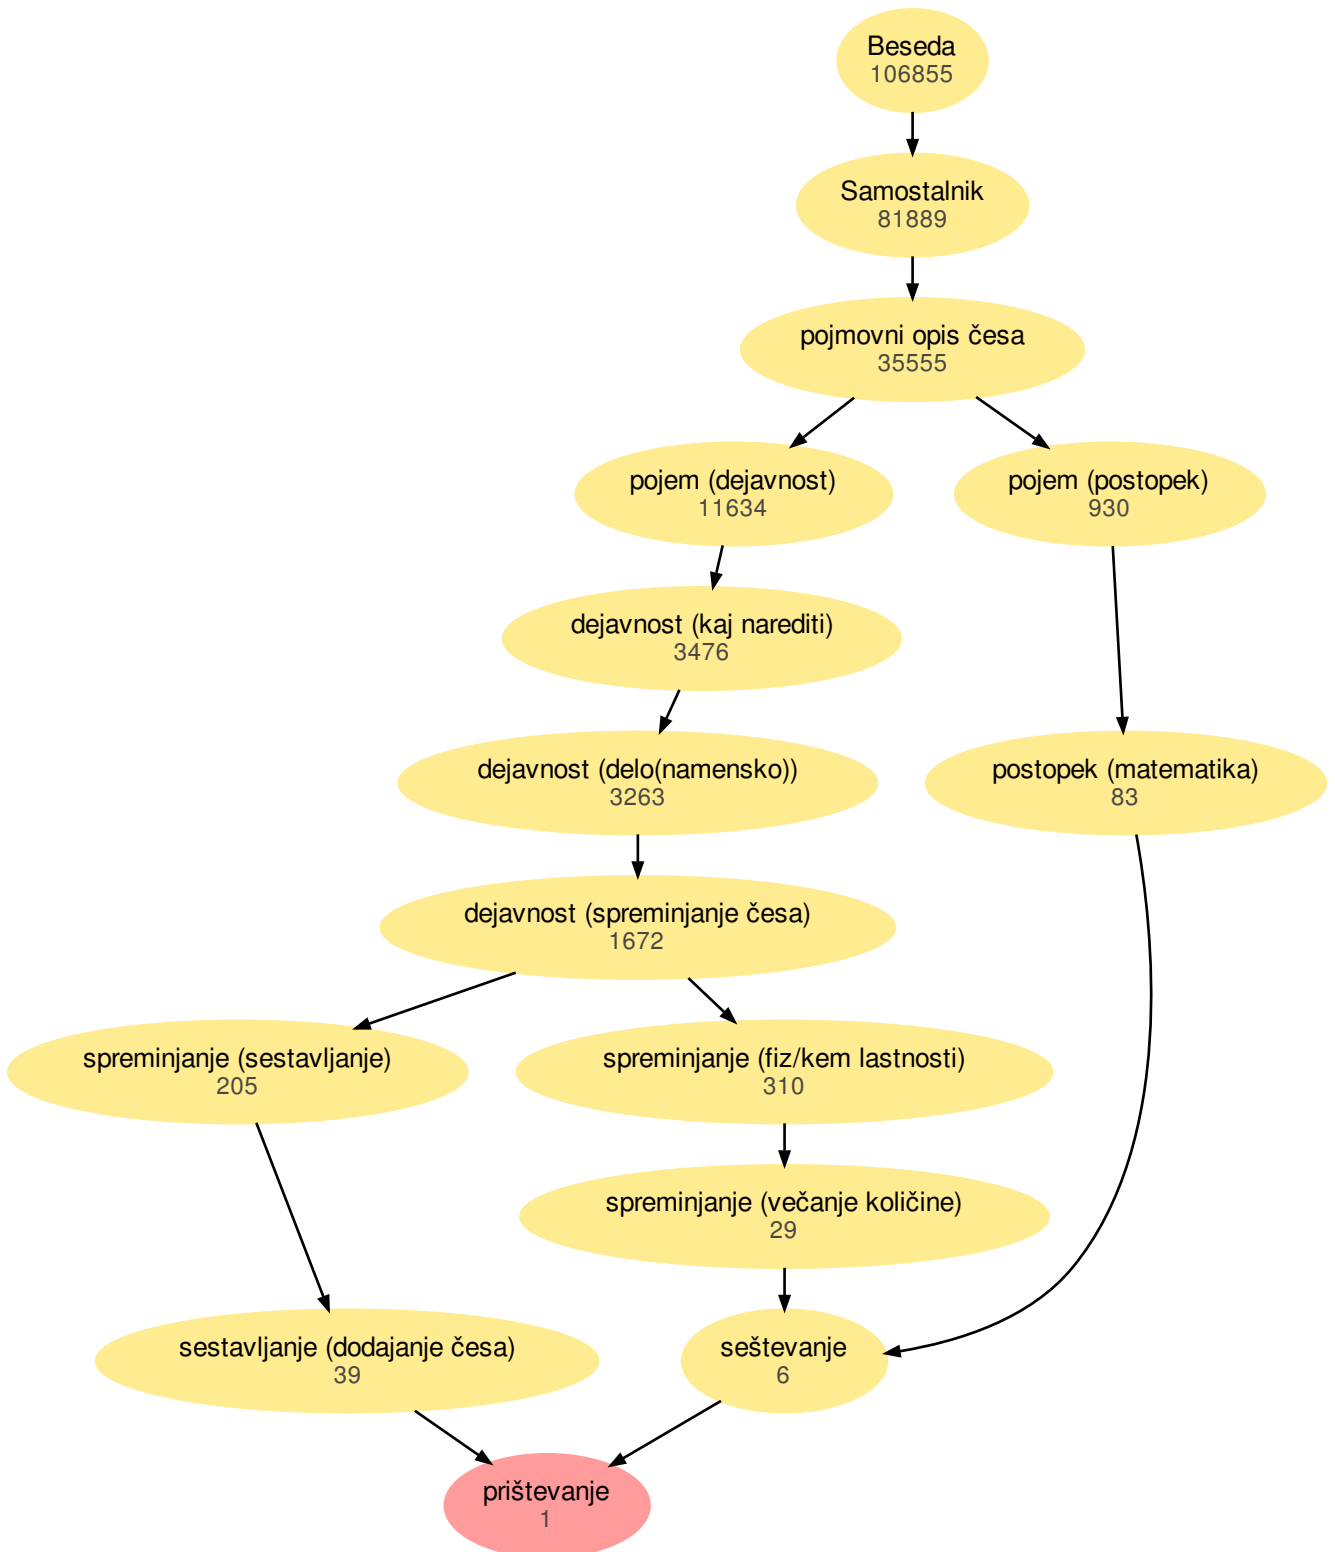 Beseda
106855
Samostalnik
81889
pojmovni opis česa
35555
pojem (dejavnost)
11634
pojem (postopek)
930
dejavnost (kaj narediti)
3476
dejavnost (delo(namensko))
3263
postopek (matematika)
83
dejavnost (spreminjanje česa)
1672
spreminjanje (sestavljanje)
205
spreminjanje (fiz/kem lastnosti)
310
spreminjanje (večanje količine)
29
sestavljanje (dodajanje česa)
39
seštevanje
6
prištevanje
1